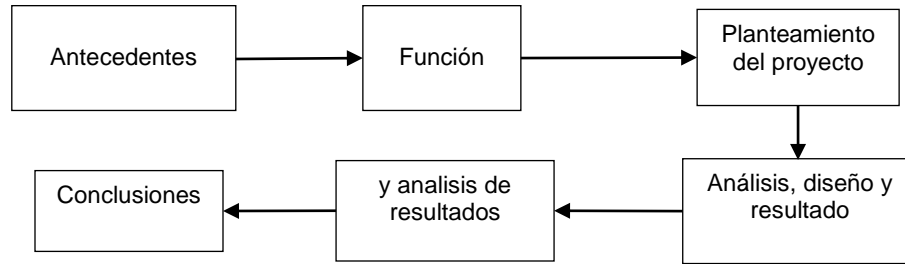 Antecedentes
Función
Planteamiento
del proyecto
Análisis, diseño y
resultado
y analisis de
resultados
Conclusiones